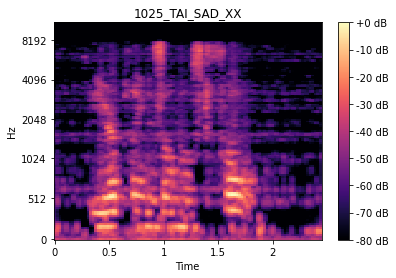 1025_TAI_SAD_XX
+0 dB
8192
-10 dB
4096
-20 dB
-30 dB
2048
Hz
-40 dB
1024
-50 dB
512
-60 dB
-70 dB
0
-80 dB
0 0.5 1 1.5 2
Time